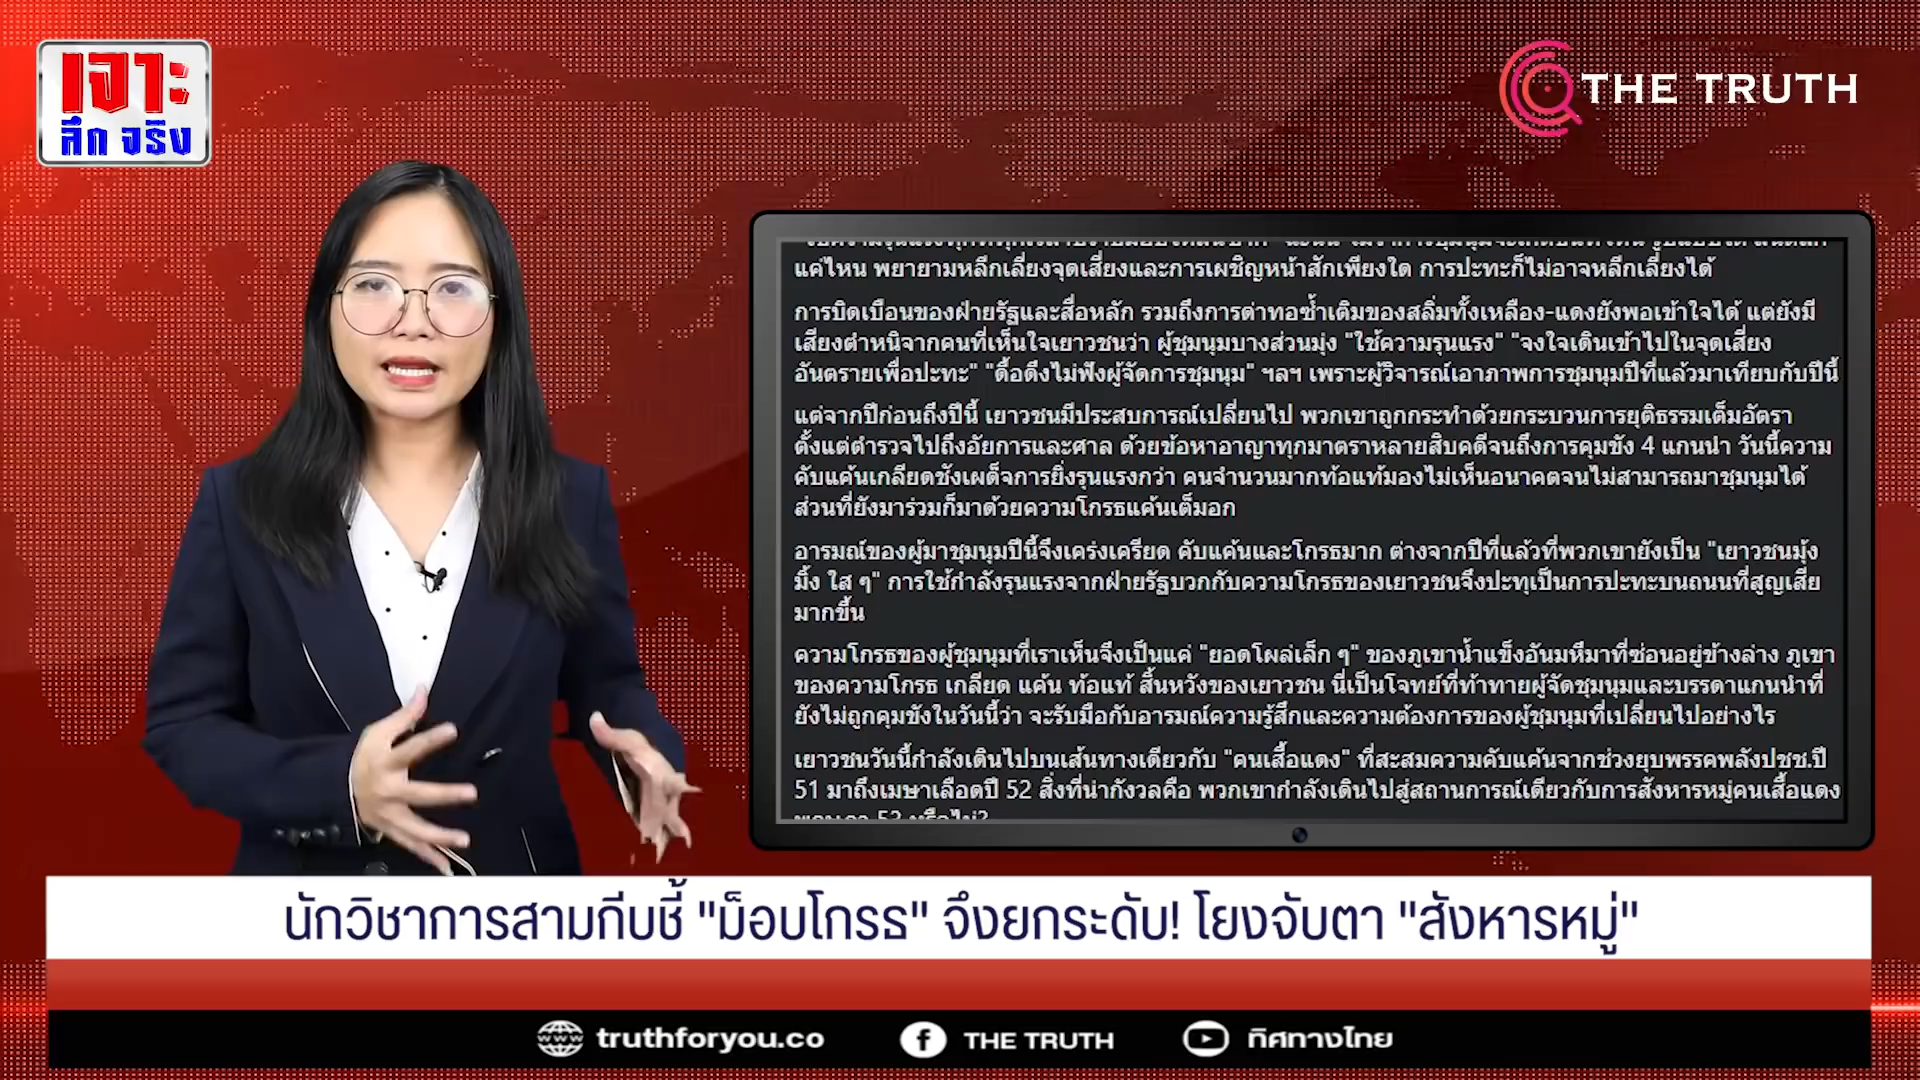 เจาะ
ลึก จริง
THE TRUTH
แค่ไหน พยายามหลีกเลี่ยงจุดเสี่ยงและการเผชิญหน้าสักเพียงใด การปะทะก็ไม่อาจหลีกเลี่ยงได้
การบิดเบือนของฝ่ายรัฐและสื่อหลัก รวมถึงการด่าทอซ้ำเติมของสลิ่มทั้งเหลือง-แดงยังพอเข้าใจได้ แต่ยังมี
เสียงตำหนิจากคนที่เห็นใจเยาวชนว่า ผู้ชุมนุมบางส่วนมุ่ง "ใช้ความรุนแรง" "จงใจเดินเข้าไปในจุดเสี่ยง
อันตรายเพื่อปะทะ" "ดื้อดึงไม่ฟังผู้จัดการชุมนุม" ฯลฯ เพราะผู้วิจารณ์เอาภาพการชุมนุมปีที่แล้วมาเทียบกับปีนี้
แต่จากปีก่อนถึงปีนี้ เยาวชนมีประสบการณ์เปลี่ยนไป พวกเขาถูกกระทำด้วยกระบวนการยุติธรรมเต็มอัตรา
ตั้งแต่ตำรวจไปถึงอัยการและศาล ด้วยข้อหาอาญาทุกมาตราหลายสิบคดีจนถึงการคุมขัง 4 แกนนำ วันนี้ความ
คับแค้นเกลียดชังเผด็จการยิ่งรุนแรงกว่า คนจำนวนมากท้อแท้มองไม่เห็นอนาคตจนไม่สามารถมาชุมนุมได้
ส่วนที่ยังมาร่วมก็มาด้วยความโกรธแค้นเต็มอก
อารมณ์ของผู้มาชุมนุมปีนี้จึงเคร่งเครียด คับแค้นและโกรธมาก ต่างจากปีที่แล้วที่พวกเขายังเป็น "เยาวชนมุ้ง
มิ้ง ใส ๆ" การใช้กำลังรุนแรงจากฝ่ายรัฐบวกกับความโกรธของเยาวชนจึงปะทุเป็นการปะทะบนถนนที่สูญเสีย
มากขึ้น
ความโกรธของผู้ชุมนุมที่เราเห็นจึงเป็นแค่ "ยอดโผล่เล็ก ๆ" ของภูเขาน้ำแข็งอันมหึมาที่ซ่อนอยู่ข้างล่าง ภูเขา
ของความโกรธ เกลียด แค้น ท้อแท้ สิ้นหวังของเยาวชน นี่เป็นโจทย์ที่ท้าทายผู้จัดชุมนุมและบรรดาแกนนำที่
ยังไม่ถูกคุมขังในวันนี้ว่า จะรับมือกับอารมณ์ความรู้สึกและความต้องการของผู้ชุมนุมที่เปลี่ยนไปอย่างไร
เยาวชนวันนี้กำลังเดินไปบนเส้นทางเดียวกับ "คนเสื้อแดง" ที่สะสมความคับแค้นจากช่วงยุบพรรคพลังปชช.ปี
51 มาถึงเมษาเลือดปี 52 สิ่งที่น่ากังวลคือ พวกเขากำลังเดินไปสู่สถานการณ์เดียวกับการสังหารหมู่คนเสื้อแดง
นักวิชาการสามกีบชี้ "ม็อบโกรธ" จึงยกระดับ! โยงจับตา "สังหารหมู่"
truthforyou.co
THE TRUTH
ทิศทางไทย